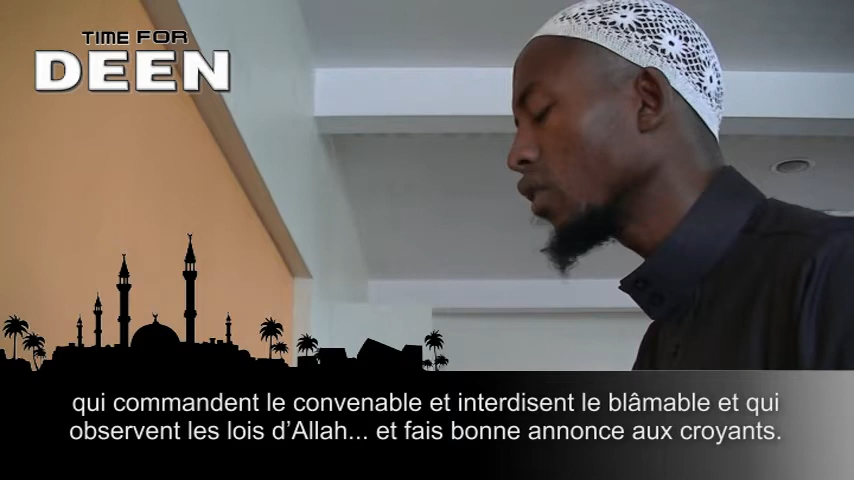 TIME FOR
DEEN
qui commandent le convenable et interdisent le blâmable et qui
observent les lois d’Allah... et fais bonne annonce aux croyants.